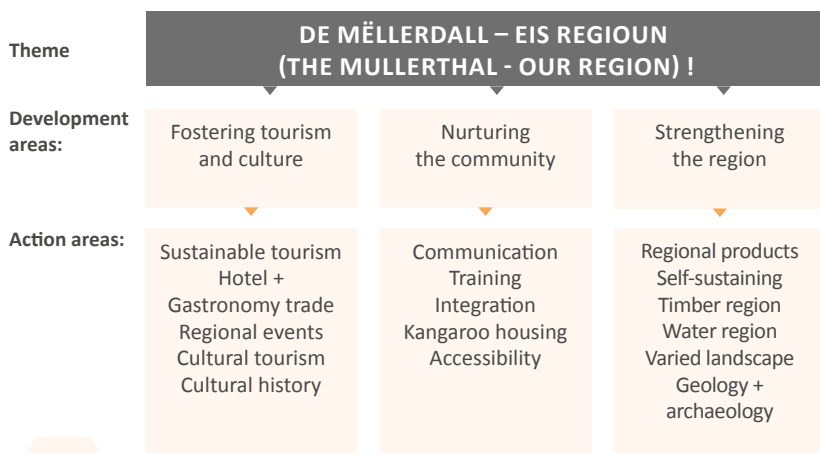 Theme
DE MËLLERDALL – EIS REGIOUN
(THE MULLERTHAL - OUR REGION) !
Development
areas:
Fostering tourism
and culture
Nurturing
the community
Strengthening
the region
Action areas:
Sustainable tourism
Hotel +
Gastronomy trade
Regional events
Cultural tourism
Cultural history
Communication
Training
Integration
Kangaroo housing
Accessibility
Regional products
Self-sustaining
Timber region
Water region
Varied landscape
Geology +
archaeology